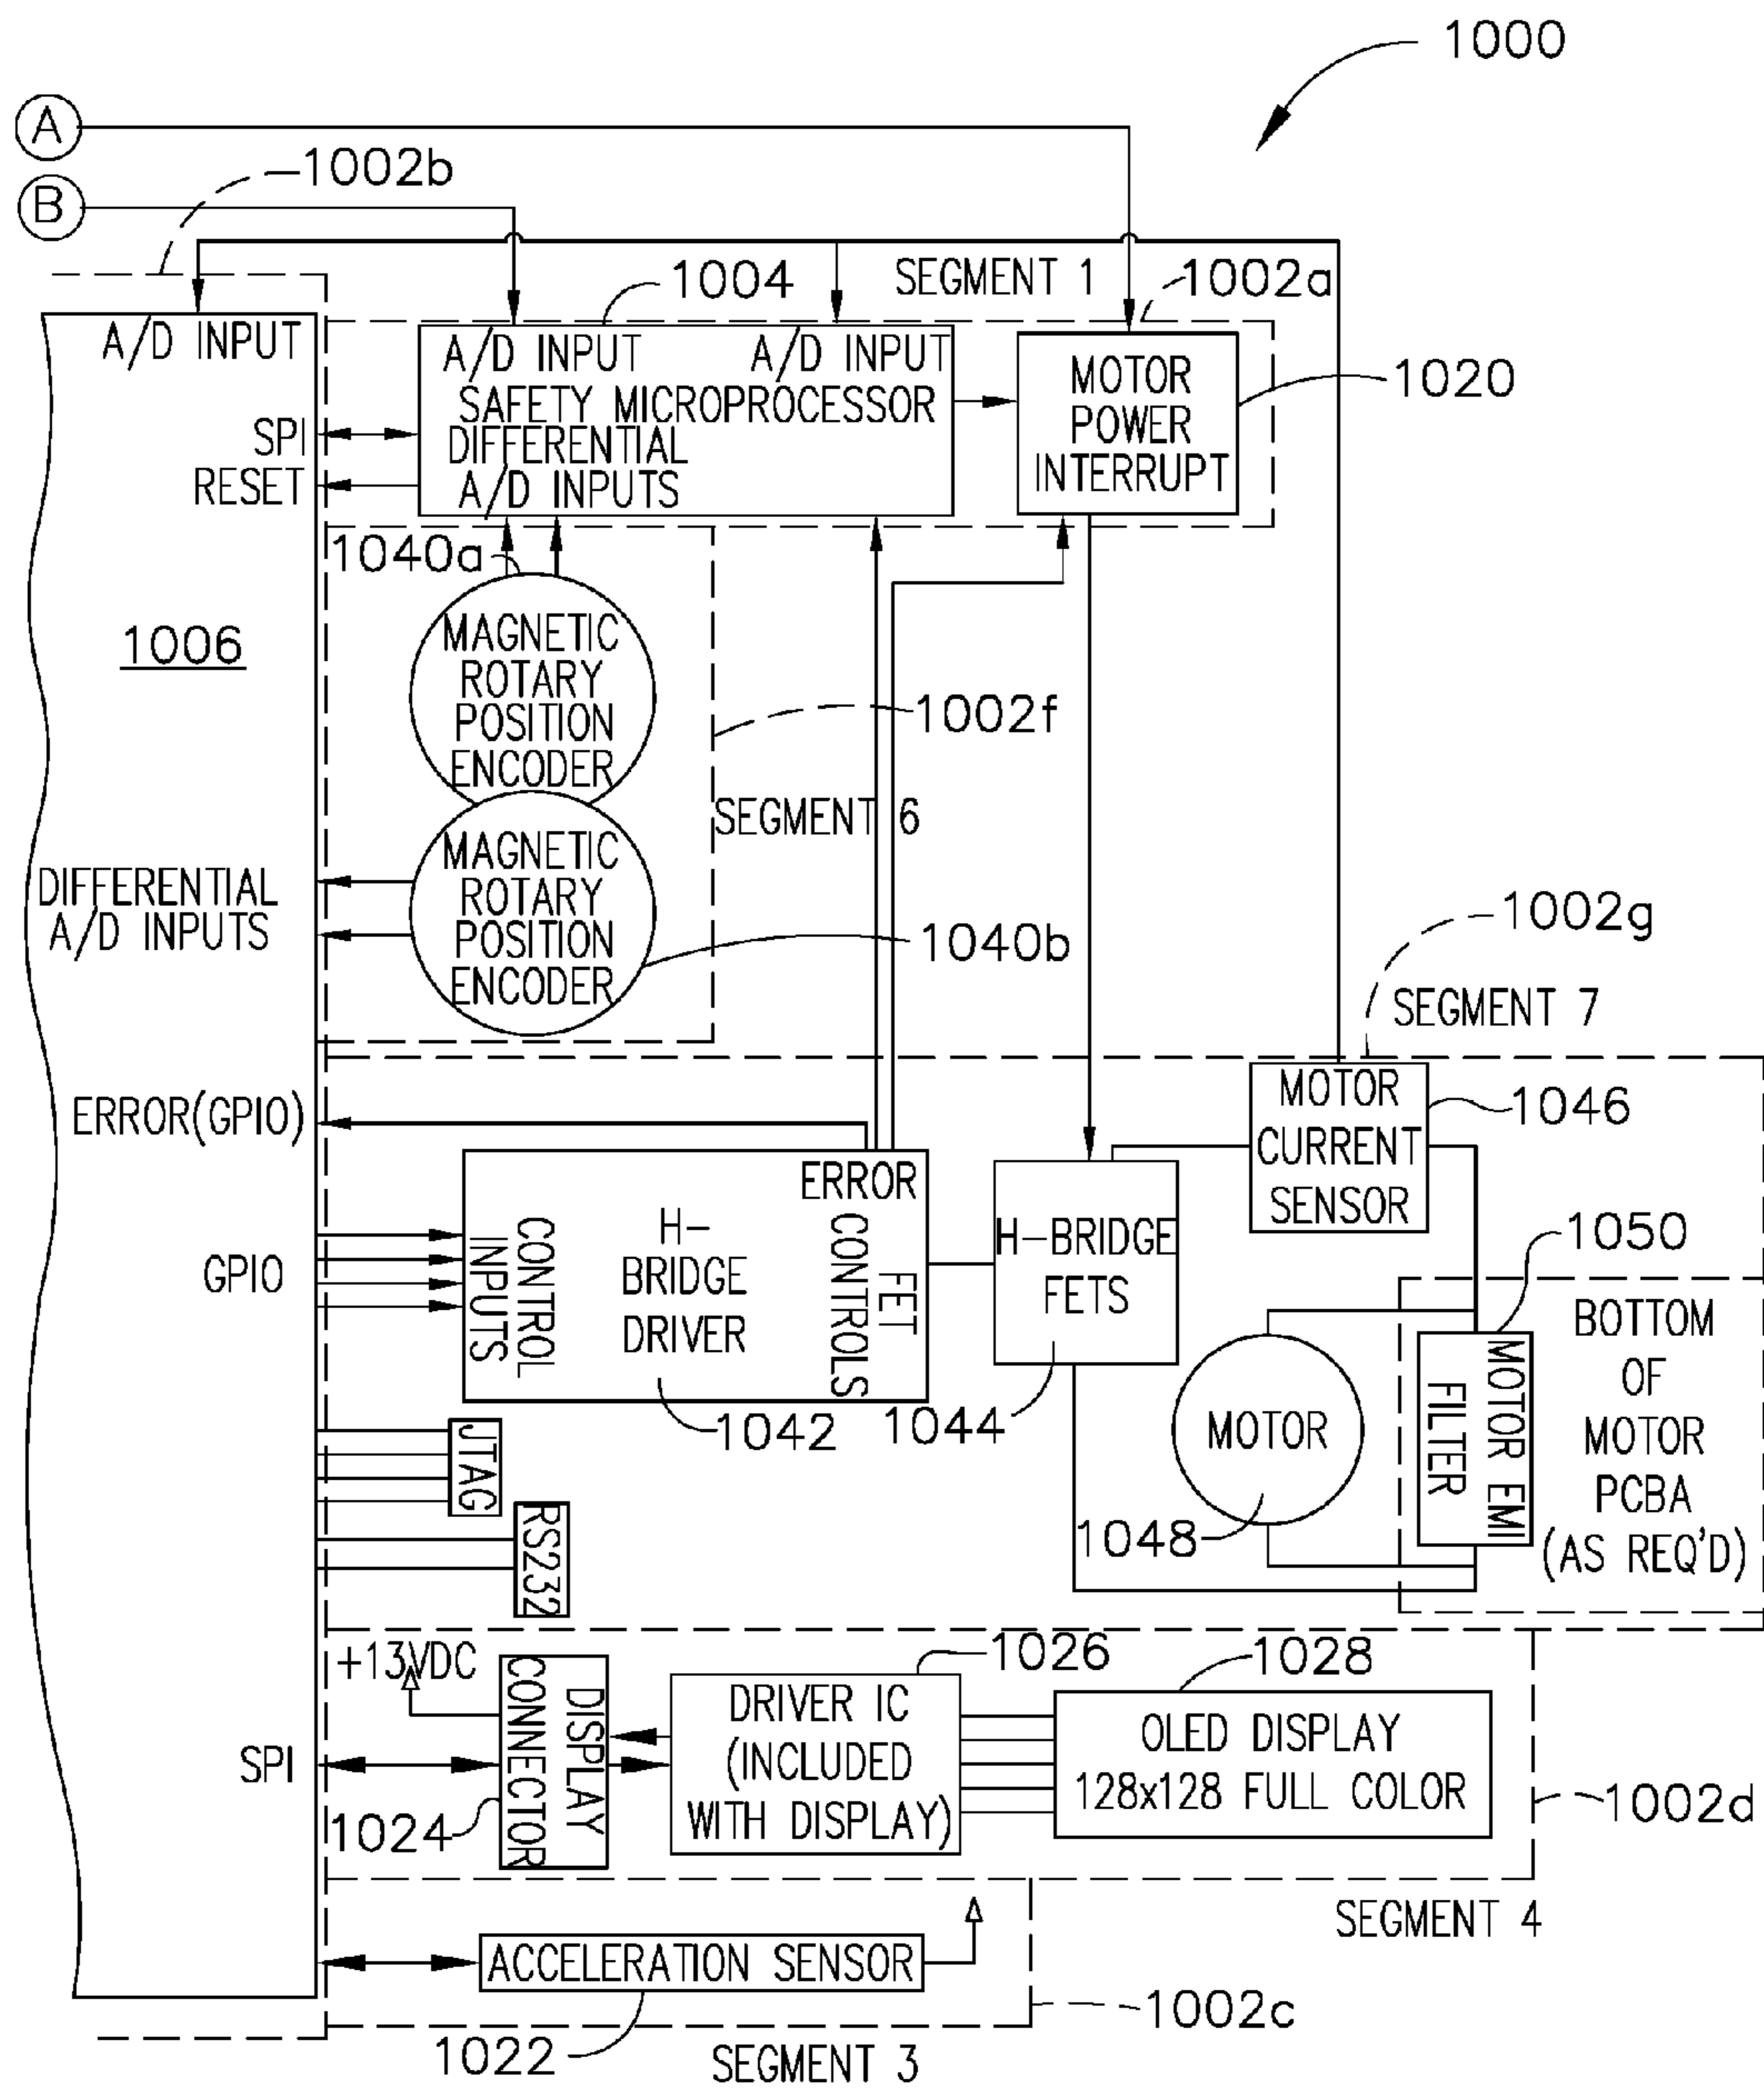 1000
A
1002b
B
1004
SEGMENT 1
1002a
A/D INPUT
A/D INPUT
A/D INPUT
SAFETY MICROPROCESSOR
DIFFERENTIAL
A/D INPUTS
MOTOR
POWER
INTERRUPT
1020
SPI
RESET
1040a
1006
MAGNETIC
ROTARY
POSITION
ENCODER
1002f
SEGMENT 6
MAGNETIC
ROTARY
POSITION
ENCODER
DIFFERENTIAL
A/D INPUTS
1040b
1002g
SEGMENT 7
MOTOR
CURRENT
SENSOR
1046
ERROR(GPIO)
ERROR
CONTROL
INPUTS
H-
BRIDGE
DRIVER
FET
CONTROLS
H-BRIDGE
FETS
1050
GPIO
BOTTOM
OF
MOTOR
PCBA
(AS REQ'D)
MOTOR EMI
FILTER
MOTOR
1042
1044
JTAG
1048
RS232
+13VDC
1026
1028
DISPLAY
CONNECTOR
DRIVER IC
(INCLUDED
WITH DISPLAY)
OLED DISPLAY
128x128 FULL COLOR
SPI
1024
1002d
SEGMENT 4
ACCELERATION SENSOR
1002c
1022
SEGMENT 3